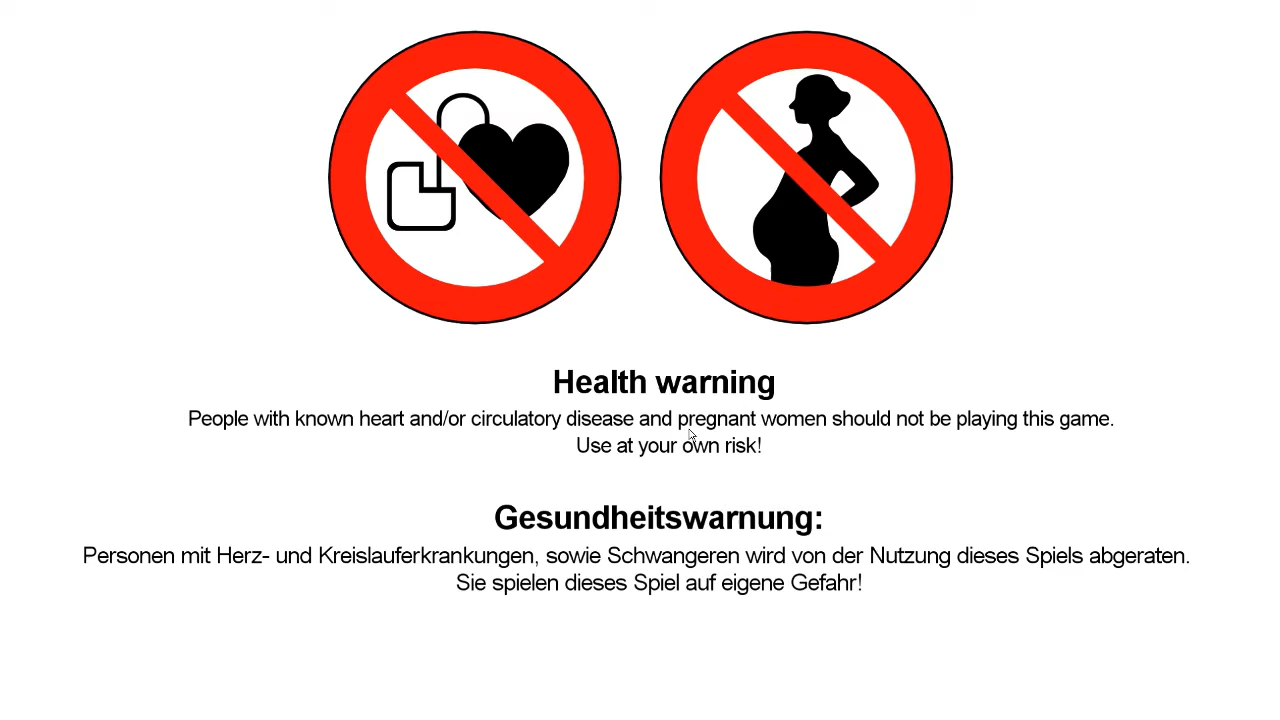 Health warning
People with known heart and/or circulatory disease and pregnant women should not be playing this game.
Use at your own risk!
Gesundheitswarnung:
Personen mit Herz- und Kreislauferkrankungen, sowie Schwangeren wird von der Nutzung dieses Spiels abgeraten.
Sie spielen dieses Spiel auf eigene Gefahr!